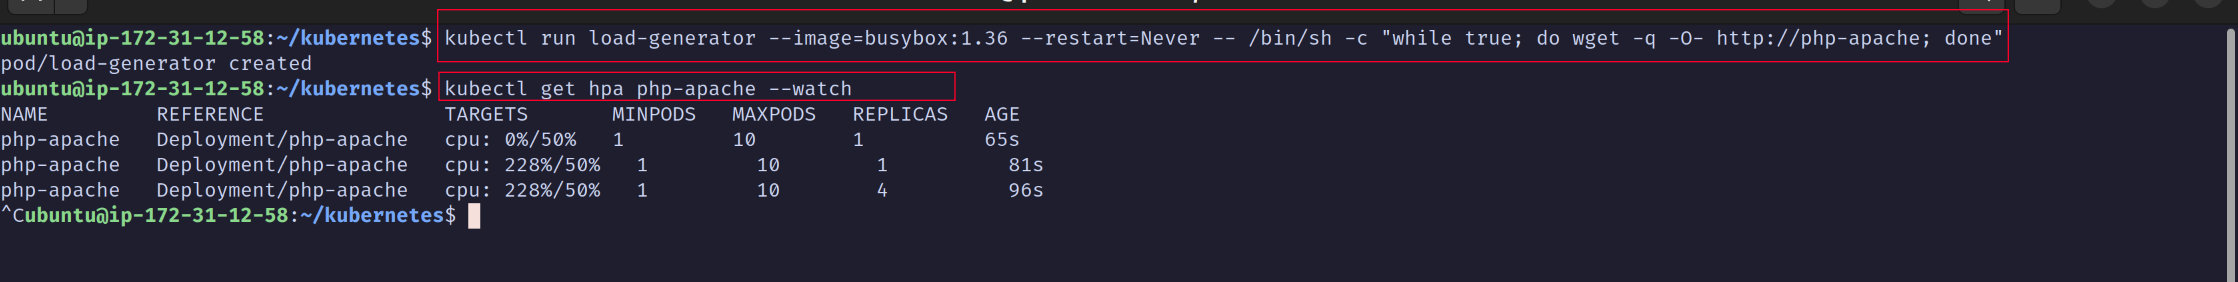 ubuntu@ip-172-31-12-58:~/kubernetes$ kubectl run load-generator --image=busybox:1.36 --restart=Never -- /bin/sh -c "while true; do wget -q -O- http://php-apache; done"
pod/load-generator created
ubuntu@ip-172-31-12-58:~/kubernetes$ kubectl get hpa php-apache --watch
NAME         REFERENCE               TARGETS       MINPODS   MAXPODS   REPLICAS   AGE
php-apache   Deployment/php-apache   cpu: 0%/50%   1         10        1          65s
php-apache   Deployment/php-apache   cpu: 228%/50%   1         10        1          81s
php-apache   Deployment/php-apache   cpu: 228%/50%   1         10        4          96s
^Cubuntu@ip-172-31-12-58:~/kubernetes$